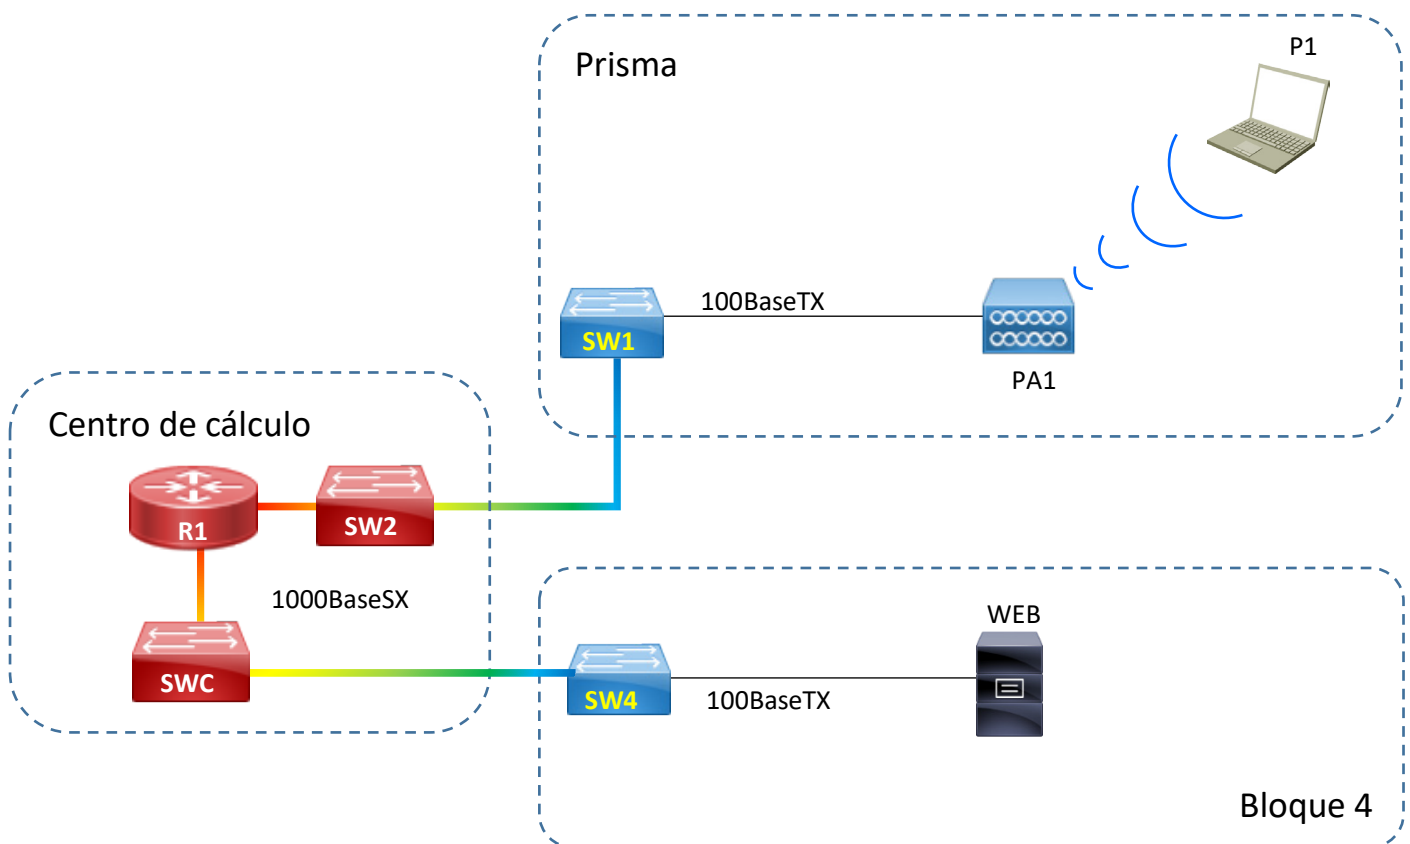 P1
Prisma
100BaseTX
SW1
PA1
Centro de cálculo
R1
SW2
1000BaseSX
WEB
SWC
SW4
100BaseTX
Bloque 4